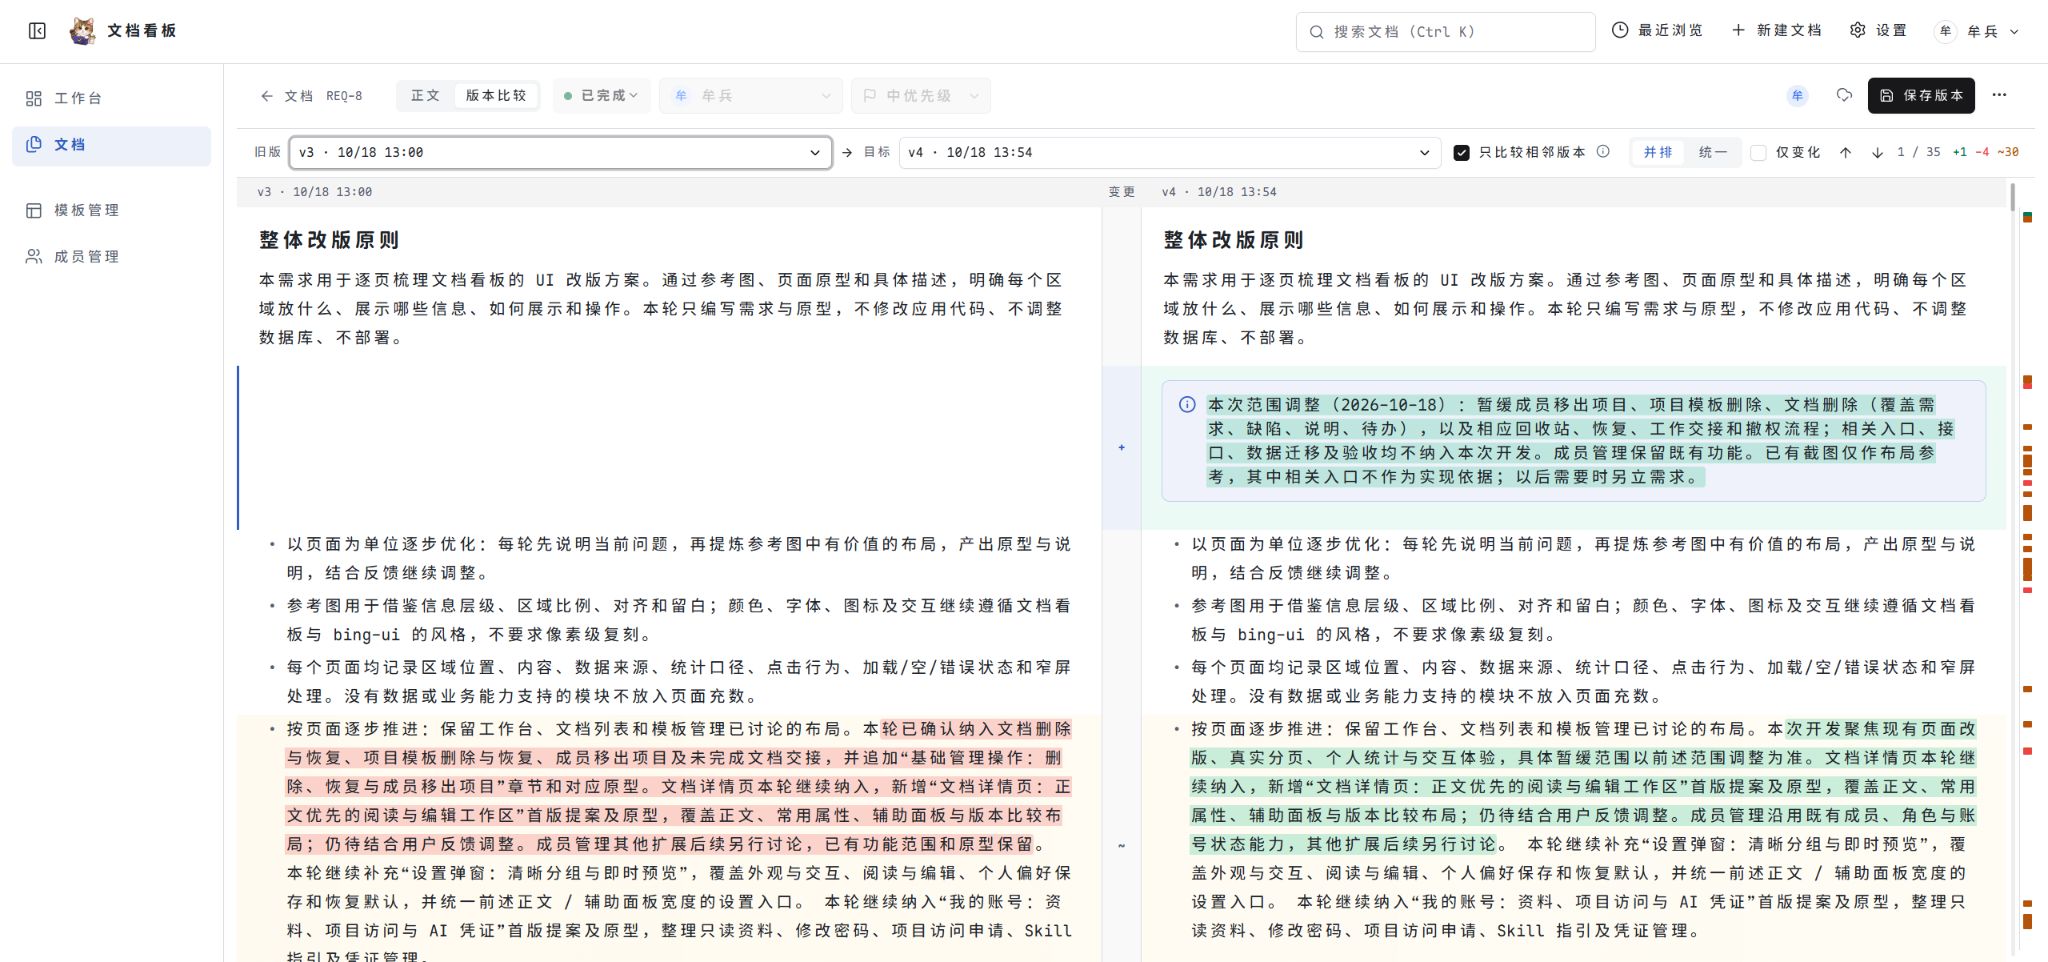 文档看板
搜索文档 (Ctrl K)
最近浏览
新建文档
设置
牟
牟兵
工作台
文档
模板管理
成员管理
文档 REQ-8
正文
版本比较
已完成
牟 牟兵
中优先级
牟
保存版本
旧版
v3 · 10/18 13:00
目标
v4 · 10/18 13:54
只比较相邻版本
并排
统一
仅变化
1 / 35 +1 -4 ~30
v3 · 10/18 13:00
变更
v4 · 10/18 13:54
整体改版原则
本需求用于逐页梳理文档看板的 UI 改版方案。通过参考图、页面原型和具体描述，明确每个区
域放什么、展示哪些信息、如何展示和操作。本轮只编写需求与原型，不修改应用代码、不调整
数据库、不部署。
• 以页面为单位逐步优化：每轮先说明当前问题，再提炼参考图中有价值的布局，产出原型与说
明，结合反馈继续调整。
• 参考图用于借鉴信息层级、区域比例、对齐和留白；颜色、字体、图标及交互继续遵循文档看
板与 bing-ui 的风格，不要求像素级复刻。
• 每个页面均记录区域位置、内容、数据来源、统计口径、点击行为、加载/空/错误状态和窄屏
处理。没有数据或业务能力支持的模块不放入页面充数。
• 按页面逐步推进：保留工作台、文档列表和模板管理已讨论的布局。本轮已确认纳入文档删除
与恢复、项目模板删除与恢复、成员移出项目及未完成文档交接，并追加“基础管理操作：删
除、恢复与成员移出项目”章节和对应原型。文档详情页本轮继续纳入，新增“文档详情页：正
文优先的阅读与编辑工作区”首版提案及原型，覆盖正文、常用属性、辅助面板与版本比较布
局；仍待结合用户反馈调整。成员管理其他扩展后续另行讨论，已有功能范围和原型保留。
本轮继续补充“设置弹窗：清晰分组与即时预览”，覆盖外观与交互、阅读与编辑、个人偏好保
存和恢复默认，并统一前述正文 / 辅助面板宽度的设置入口。 本轮继续纳入“我的账号：资
料、项目访问与 AI 凭证”首版提案及原型，整理只读资料、修改密码、项目访问申请、Skill
指引及凭证管理。
+
~
整体改版原则
本需求用于逐页梳理文档看板的 UI 改版方案。通过参考图、页面原型和具体描述，明确每个区
域放什么、展示哪些信息、如何展示和操作。本轮只编写需求与原型，不修改应用代码、不调整
数据库、不部署。
本次范围调整（2026-10-18）：暂缓成员移出项目、项目模板删除、文档删除（覆盖需
求、缺陷、说明、待办），以及相应回收站、恢复、工作交接和撤权流程；相关入口、接
口、数据迁移及验收均不纳入本次开发。成员管理保留既有功能。已有截图仅作布局参
考，其中相关入口不作为实现依据；以后需要时另立需求。
• 以页面为单位逐步优化：每轮先说明当前问题，再提炼参考图中有价值的布局，产出原型与说
明，结合反馈继续调整。
• 参考图用于借鉴信息层级、区域比例、对齐和留白；颜色、字体、图标及交互继续遵循文档看
板与 bing-ui 的风格，不要求像素级复刻。
• 每个页面均记录区域位置、内容、数据来源、统计口径、点击行为、加载/空/错误状态和窄屏
处理。没有数据或业务能力支持的模块不放入页面充数。
• 按页面逐步推进：保留工作台、文档列表和模板管理已讨论的布局。本次开发聚焦现有页面改
版、真实分页、个人统计与交互体验，具体暂缓范围以前述范围调整为准。文档详情页本轮继
续纳入，新增“文档详情页：正文优先的阅读与编辑工作区”首版提案及原型，覆盖正文、常用
属性、辅助面板与版本比较布局；仍待结合用户反馈调整。成员管理沿用既有成员、角色与账
号状态能力，其他扩展后续另行讨论。 本轮继续补充“设置弹窗：清晰分组与即时预览”，覆
盖外观与交互、阅读与编辑、个人偏好保存和恢复默认，并统一前述正文 / 辅助面板宽度的
设置入口。 本轮继续纳入“我的账号：资料、项目访问与 AI 凭证”首版提案及原型，整理只
读资料、修改密码、项目访问申请、Skill 指引及凭证管理。